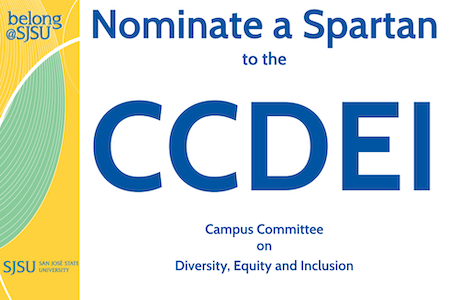 belong
@SJSU
Nominate a Spartan
to the
CCDEI
Campus Committee
on
Diversity, Equity and Inclusion
SJSU SAN JOSÉ STATE
UNIVERSITY